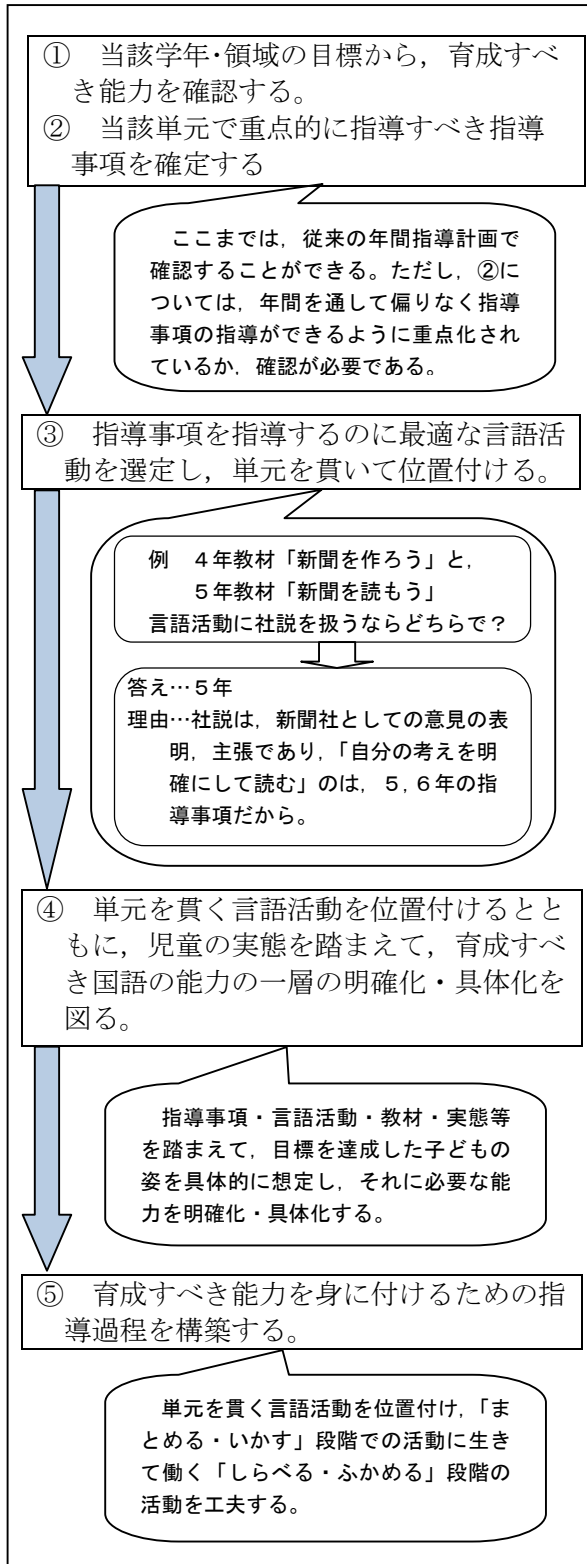 ① 当該学年･領域の目標から，育成すべ
き能力を確認する。
② 当該単元で重点的に指導すべき指導
事項を確定する
ここまでは，従来の年間指導計画で
確認することができる。ただし，②に
ついては，年間を通して偏りなく指導
事項の指導ができるように重点化され
ているか，確認が必要である。
③ 指導事項を指導するのに最適な言語活
動を選定し，単元を貫いて位置付ける。
例 ４年教材「新聞を作ろう」と，
５年教材「新聞を読もう」
言語活動に社説を扱うならどちらで？
答え…５年
理由…社説は，新聞社としての意見の表
明，主張であり，「自分の考えを明
確にして読む」のは，５,６年の指
導事項だから。
④ 単元を貫く言語活動を位置付けるとと
もに，児童の実態を踏まえて，育成すべ
き国語の能力の一層の明確化・具体化を
図る。
指導事項・言語活動・教材・実態等
を踏まえて，目標を達成した子どもの
姿を具体的に想定し，それに必要な能
力を明確化・具体化する。
⑤ 育成すべき能力を身に付けるための指
導過程を構築する。
単元を貫く言語活動を位置付け，「ま
とめる・いかす」段階での活動に生き
て働く「しらべる・ふかめる」段階の
活動を工夫する。